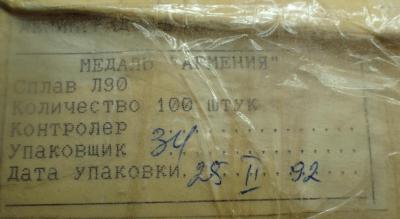 МЕДАЛЬ "АРМЕНИЯ"
Сплав Л90
Количество 100 штук
Контролер
Упаковщик 34
Дата упаковки 25 II 92